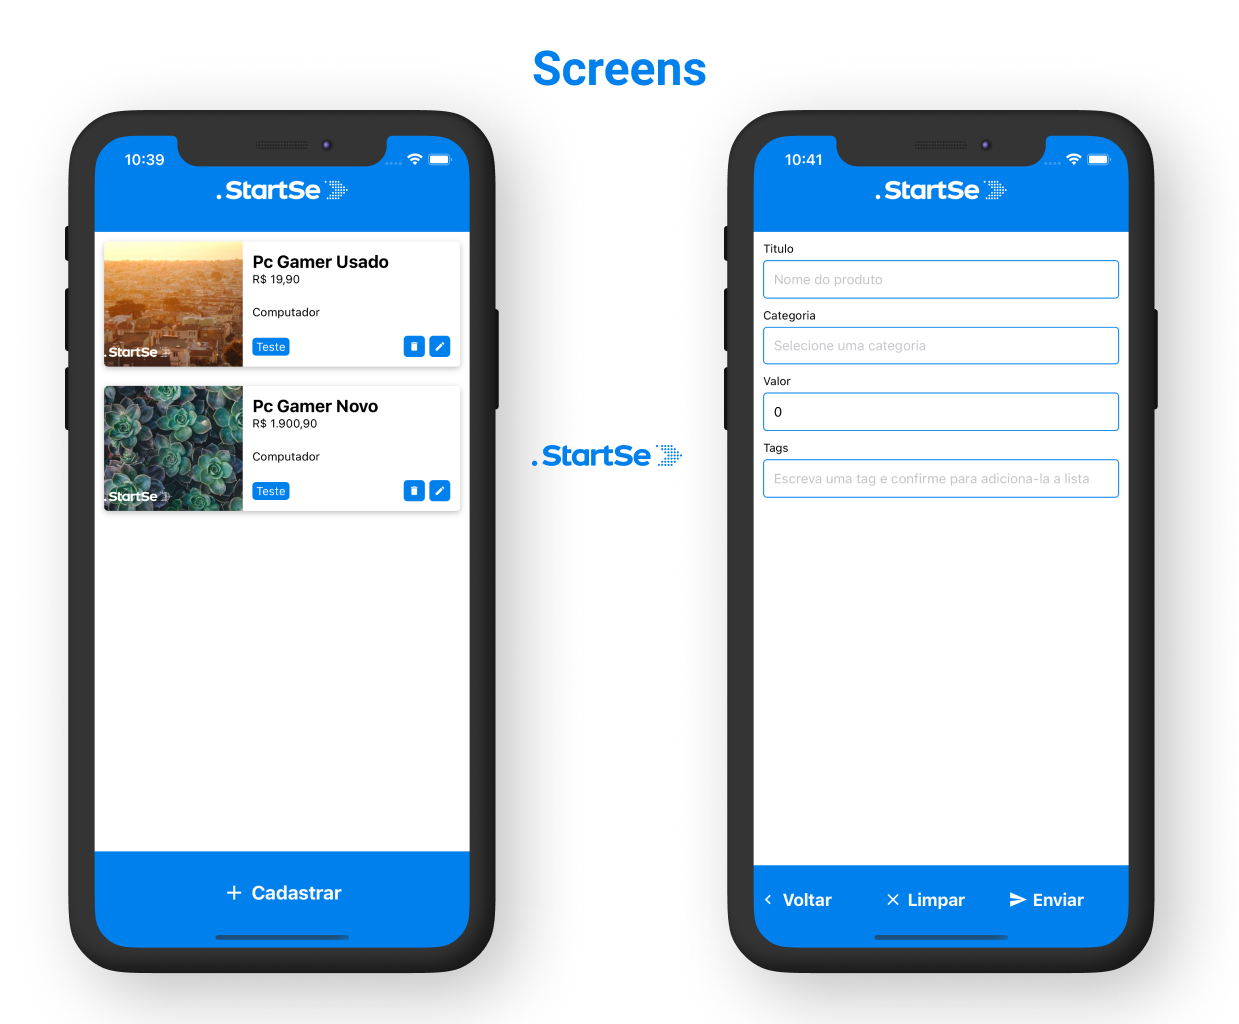 Screens
10:39
.StartSe
Pc Gamer Usado
R$ 19,90
Computador
Teste
.StartSe
Pc Gamer Novo
R$ 1.900,90
Computador
Teste
.StartSe
+ Cadastrar
.StartSe
10:41
.StartSe
Titulo
Nome do produto
Categoria
Selecione uma categoria
Valor
0
Tags
Escreva uma tag e confirme para adiciona-la a lista
Voltar
Limpar
Enviar